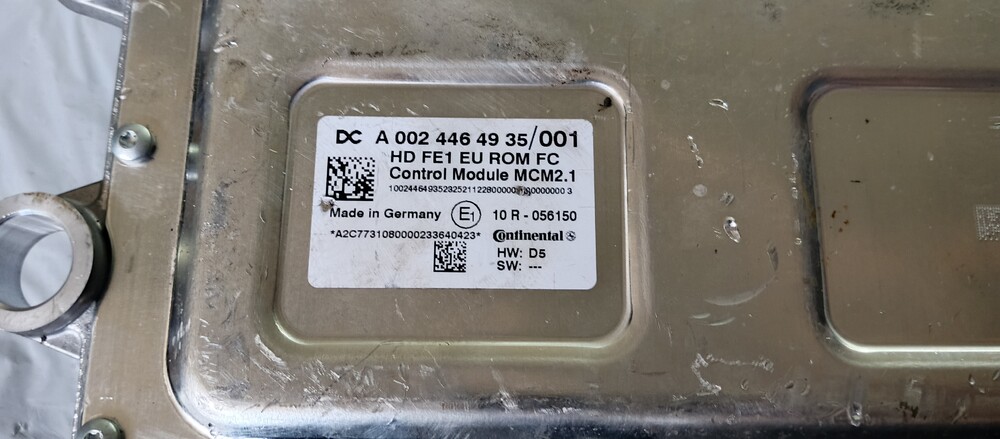 DC A 002 446 49 35/001
HD FE1 EU ROM FC
Control Module MCM2.1
Made in Germany E1 10 R - 056150
*A2C7731080000233640423* Continental
HW: D5
SW: ---